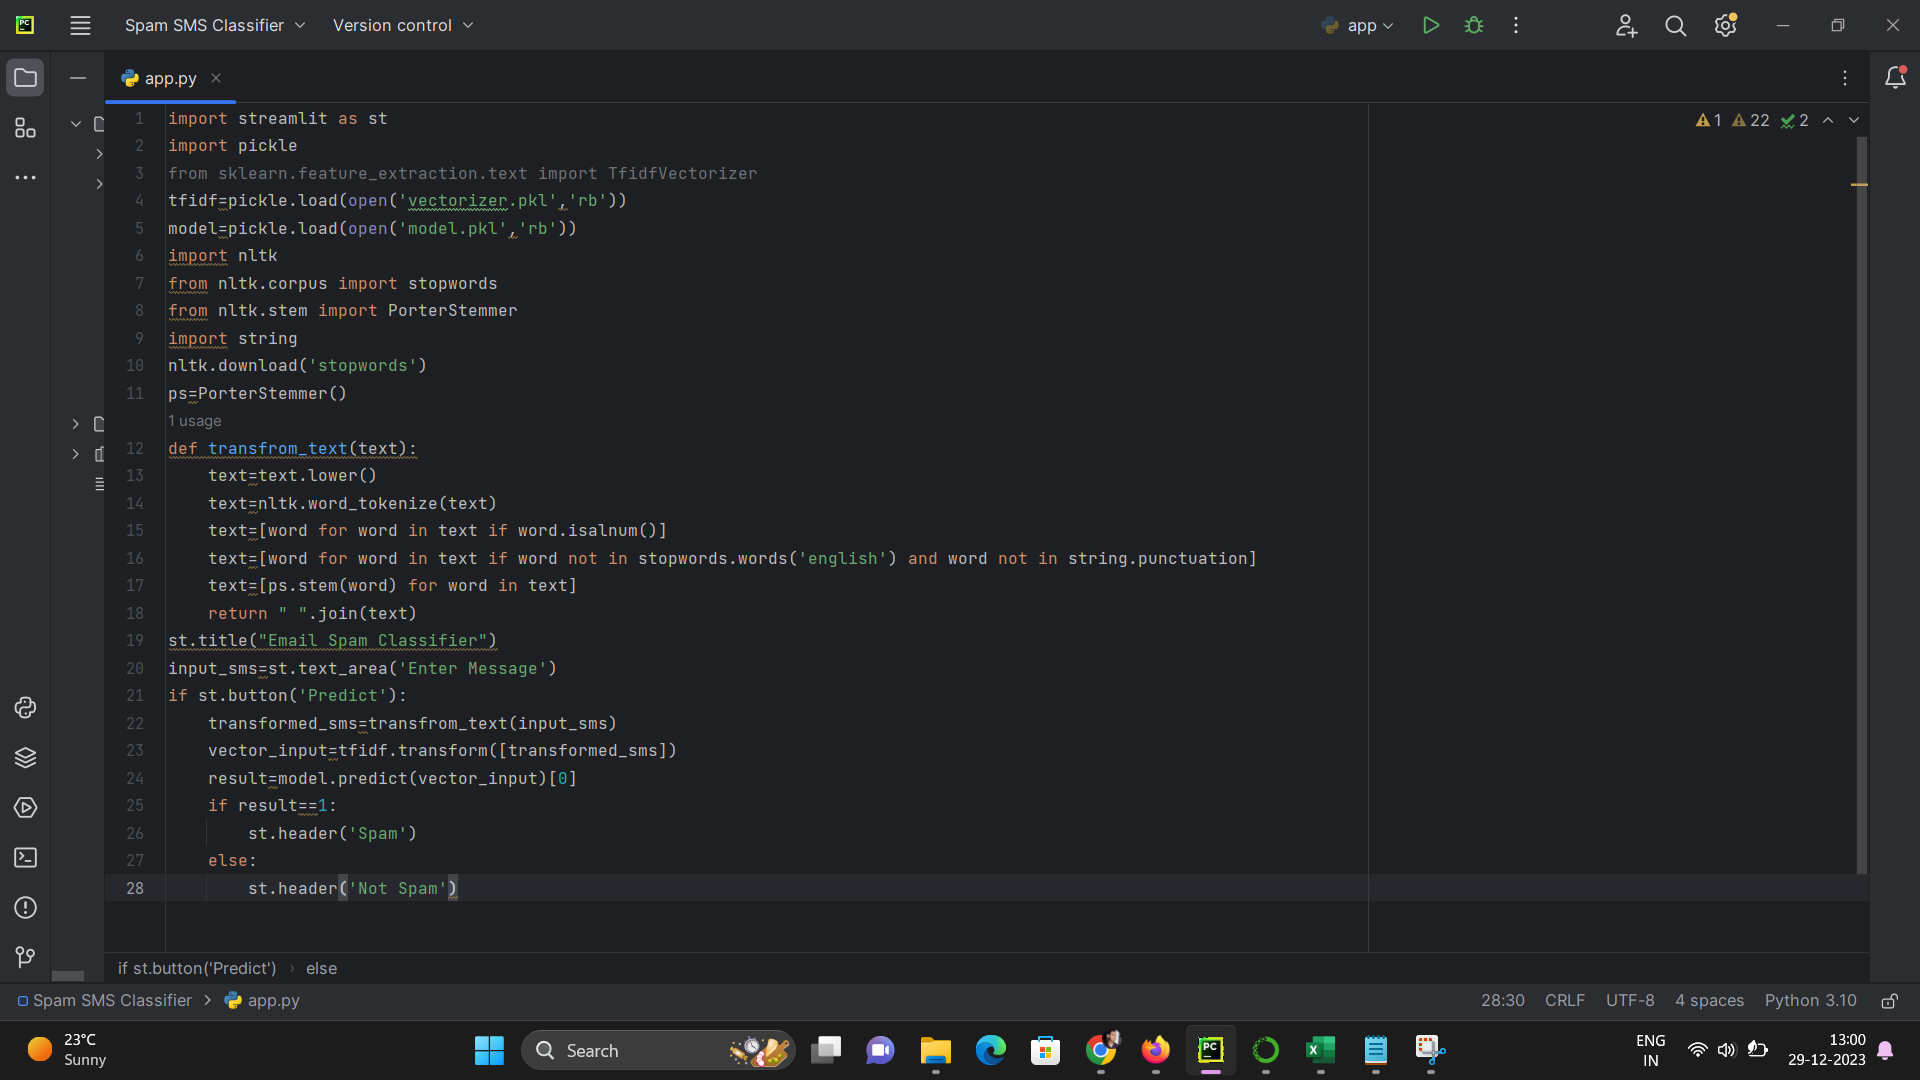 PC
Spam SMS Classifier
Version control
app
app.py
1 22 2
1 import streamlit as st
2 import pickle
3 from sklearn.feature_extraction.text import TfidfVectorizer
4 tfidf=pickle.load(open('vectorizer.pkl','rb'))
5 model=pickle.load(open('model.pkl','rb'))
6 import nltk
7 from nltk.corpus import stopwords
8 from nltk.stem import PorterStemmer
9 import string
10 nltk.download('stopwords')
11 ps=PorterStemmer()
1 usage
12 def transfrom_text(text):
13     text=text.lower()
14     text=nltk.word_tokenize(text)
15     text=[word for word in text if word.isalnum()]
16     text=[word for word in text if word not in stopwords.words('english') and word not in string.punctuation]
17     text=[ps.stem(word) for word in text]
18     return " ".join(text)
19 st.title("Email Spam Classifier")
20 input_sms=st.text_area('Enter Message')
21 if st.button('Predict'):
22     transformed_sms=transfrom_text(input_sms)
23     vector_input=tfidf.transform([transformed_sms])
24     result=model.predict(vector_input)[0]
25     if result==1:
26         st.header('Spam')
27     else:
28         st.header('Not Spam')
if st.button('Predict') › else
Spam SMS Classifier > app.py
28:30 CRLF UTF-8 4 spaces Python 3.10
23°C
Sunny
Search
PC
ENG
IN
13:00
29-12-2023